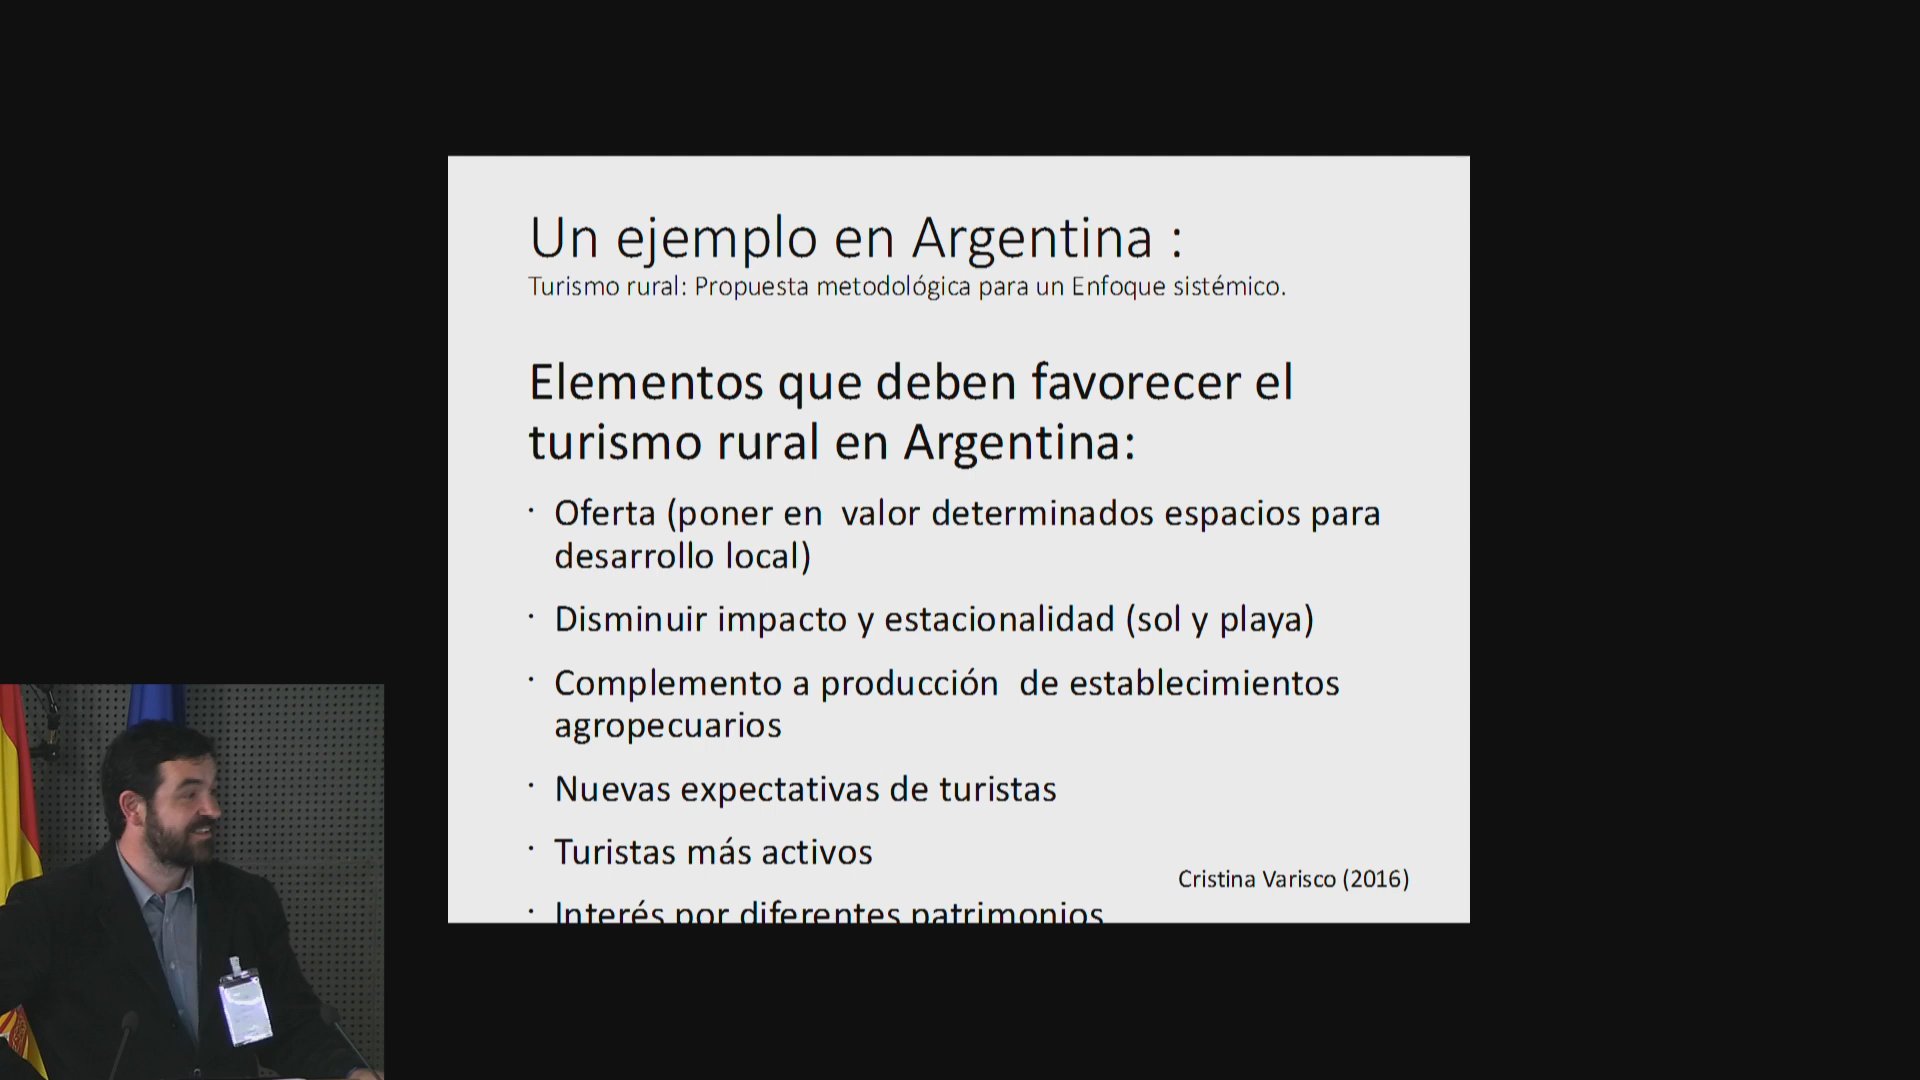 Un ejemplo en Argentina :
Turismo rural: Propuesta metodológica para un Enfoque sistémico.
Elementos que deben favorecer el
turismo rural en Argentina:
· Oferta (poner en  valor determinados espacios para
desarrollo local)
· Disminuir impacto y estacionalidad (sol y playa)
· Complemento a producción  de establecimientos
agropecuarios
· Nuevas expectativas de turistas
· Turistas más activos
Cristina Varisco (2016)
· Interés por diferentes patrimonios